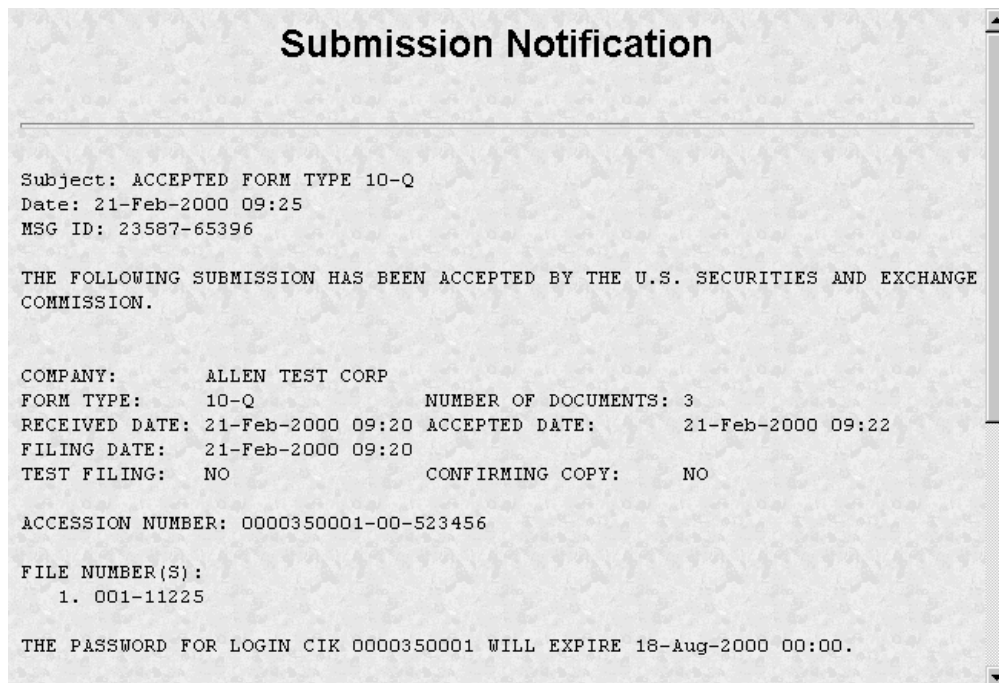 Submission Notification
Subject: ACCEPTED FORM TYPE 10-Q
Date: 21-Feb-2000 09:25
MSG ID: 23587-65396
THE FOLLOWING SUBMISSION HAS BEEN ACCEPTED BY THE U.S. SECURITIES AND EXCHANGE
COMMISSION.
COMPANY: ALLEN TEST CORP
FORM TYPE: 10-Q NUMBER OF DOCUMENTS: 3
RECEIVED DATE: 21-Feb-2000 09:20 ACCEPTED DATE: 21-Feb-2000 09:22
FILING DATE: 21-Feb-2000 09:20
TEST FILING: NO CONFIRMING COPY: NO
ACCESSION NUMBER: 0000350001-00-523456
FILE NUMBER(S):
1. 001-11225
THE PASSWORD FOR LOGIN CIK 0000350001 WILL EXPIRE 18-Aug-2000 00:00.